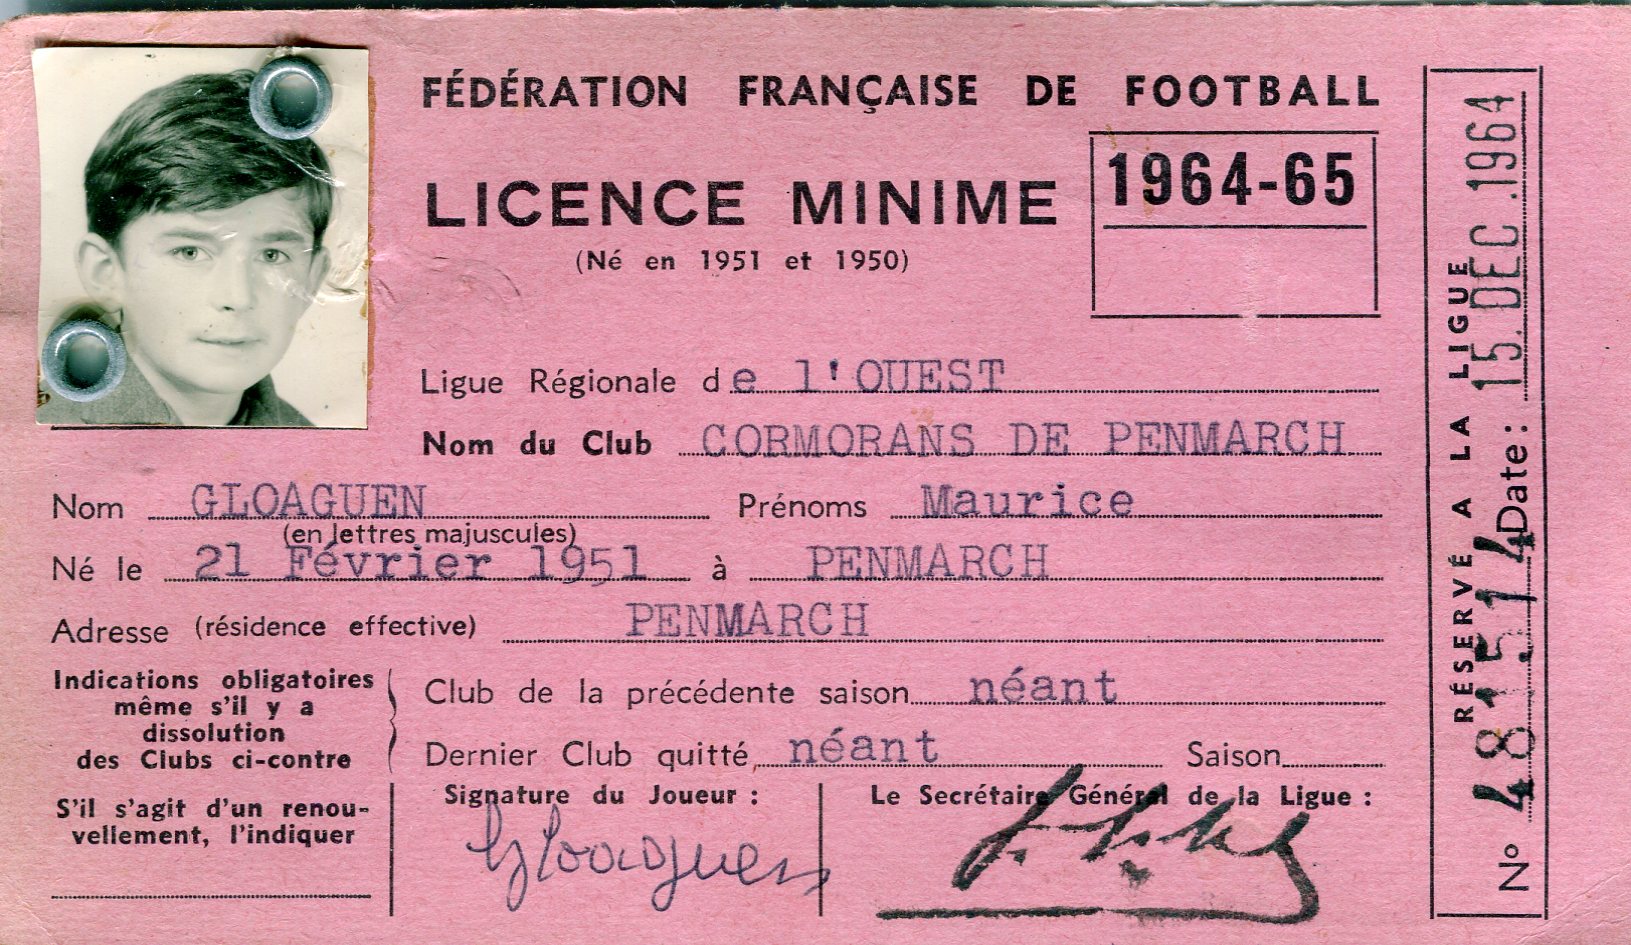 FÉDÉRATION FRANÇAISE DE FOOTBALL
LICENCE MINIME
1964-65
(Né en 1951 et 1950)
Ligue Régionale de l'OUEST
Nom du Club CORMORANS DE PENMARCH
Nom GLOAGUEN Prénoms Maurice
(en lettres majuscules)
Né le 21 Février 1951 à PENMARCH
Adresse (résidence effective) PENMARCH
Indications obligatoires
même s'il y a
dissolution
des Clubs ci-contre
Club de la précédente saison néant
Dernier Club quitté néant Saison
S'il s'agit d'un renou-
vellement, l'indiquer
Signature du Joueur :
Gloaguen
Le Secrétaire Général de la Ligue :
RÉSERVÉ A LA LIGUE
N° 481514 Date : 15. DEC. 1964